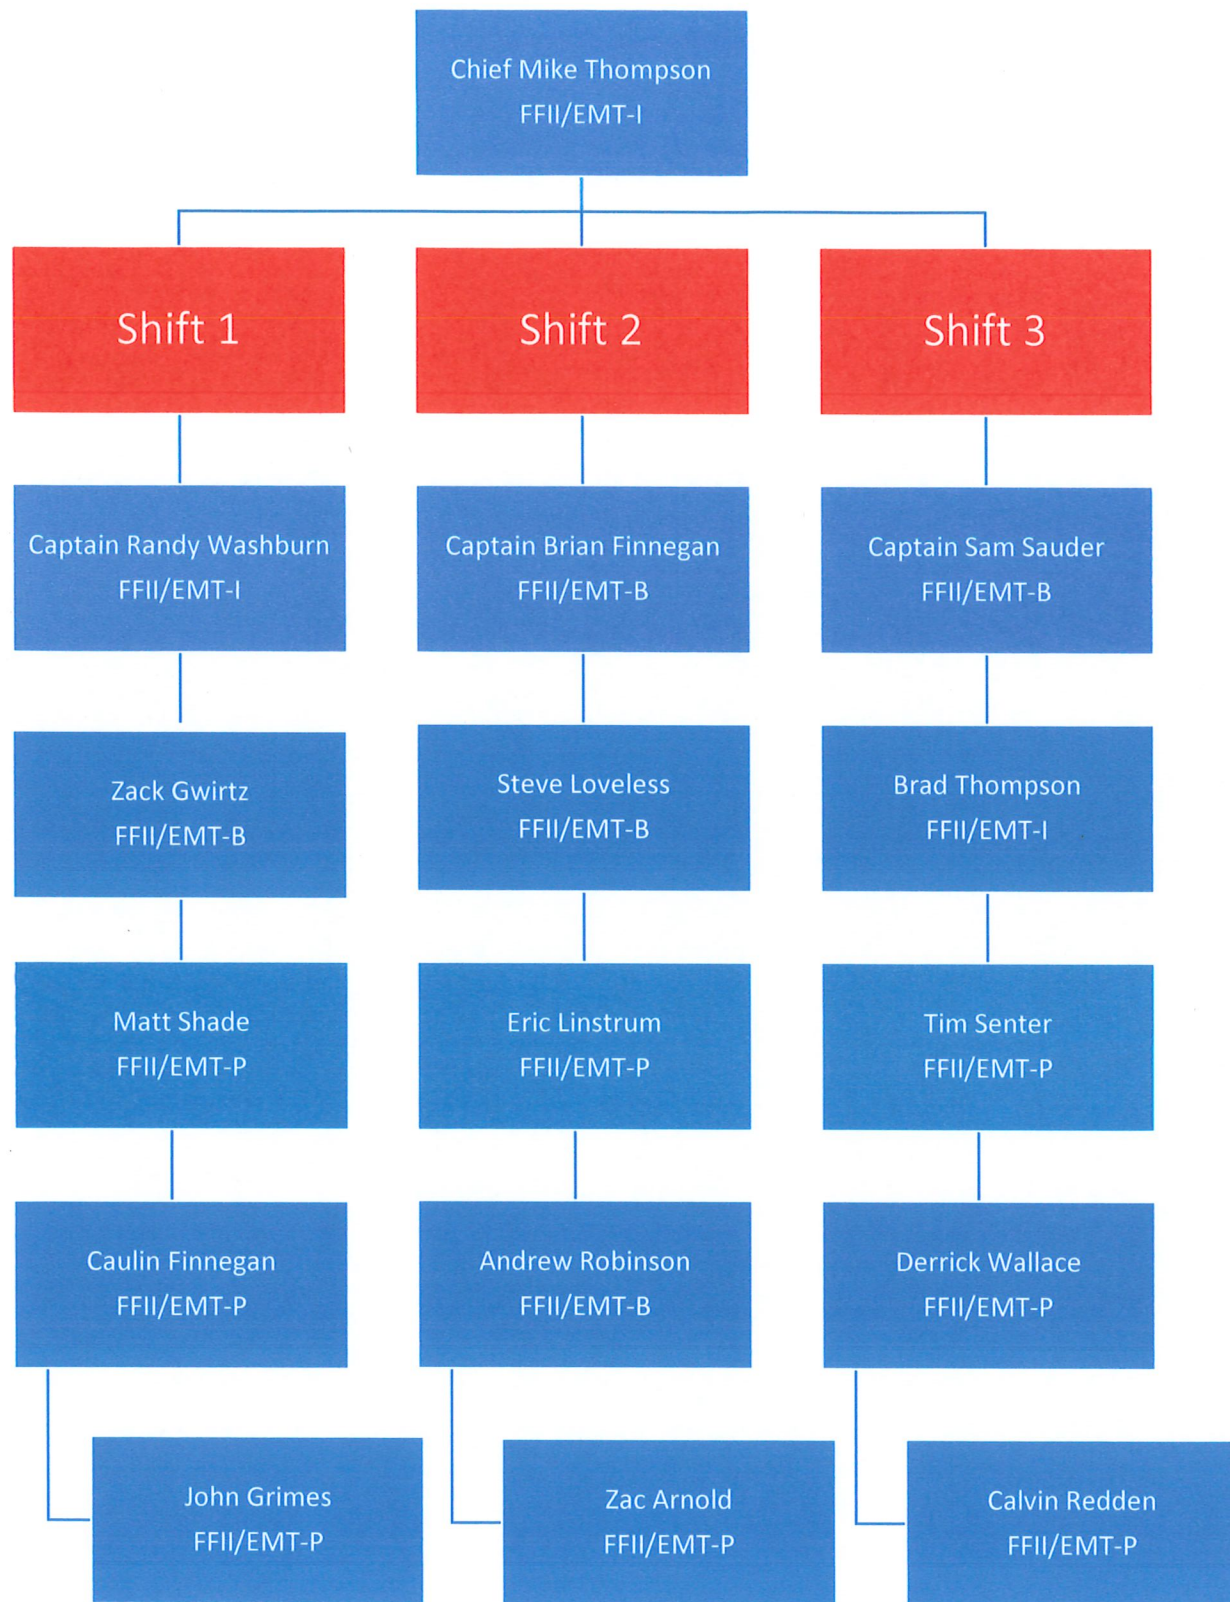 Chief Mike Thompson
FFII/EMT-I
Shift 1
Shift 2
Shift 3
Captain Randy Washburn
FFII/EMT-I
Captain Brian Finnegan
FFII/EMT-B
Captain Sam Sauder
FFII/EMT-B
Zack Gwirtz
FFII/EMT-B
Steve Loveless
FFII/EMT-B
Brad Thompson
FFII/EMT-I
Matt Shade
FFII/EMT-P
Eric Linstrum
FFII/EMT-P
Tim Senter
FFII/EMT-P
Caulin Finnegan
FFII/EMT-P
Andrew Robinson
FFII/EMT-B
Derrick Wallace
FFII/EMT-P
John Grimes
FFII/EMT-P
Zac Arnold
FFII/EMT-P
Calvin Redden
FFII/EMT-P